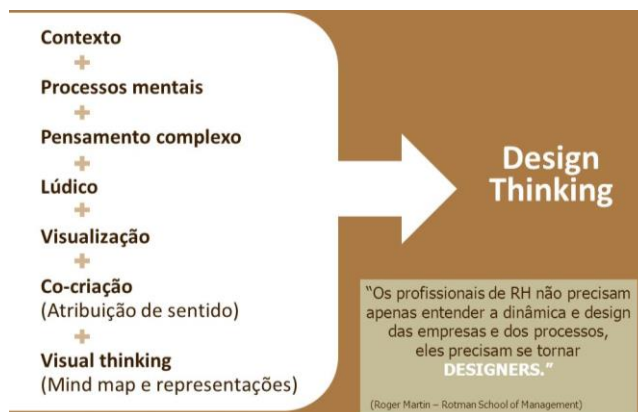 Contexto
+
Processos mentais
+
Pensamento complexo
+
Lúdico
+
Visualização
+
Co-criação
(Atribuição de sentido)
+
Visual thinking
(Mind map e representações)
Design
Thinking
“Os profissionais de RH não precisam
apenas entender a dinâmica e design
das empresas e dos processos,
eles precisam se tornar
DESIGNERS.”
(Roger Martin – Rotman School of Management)